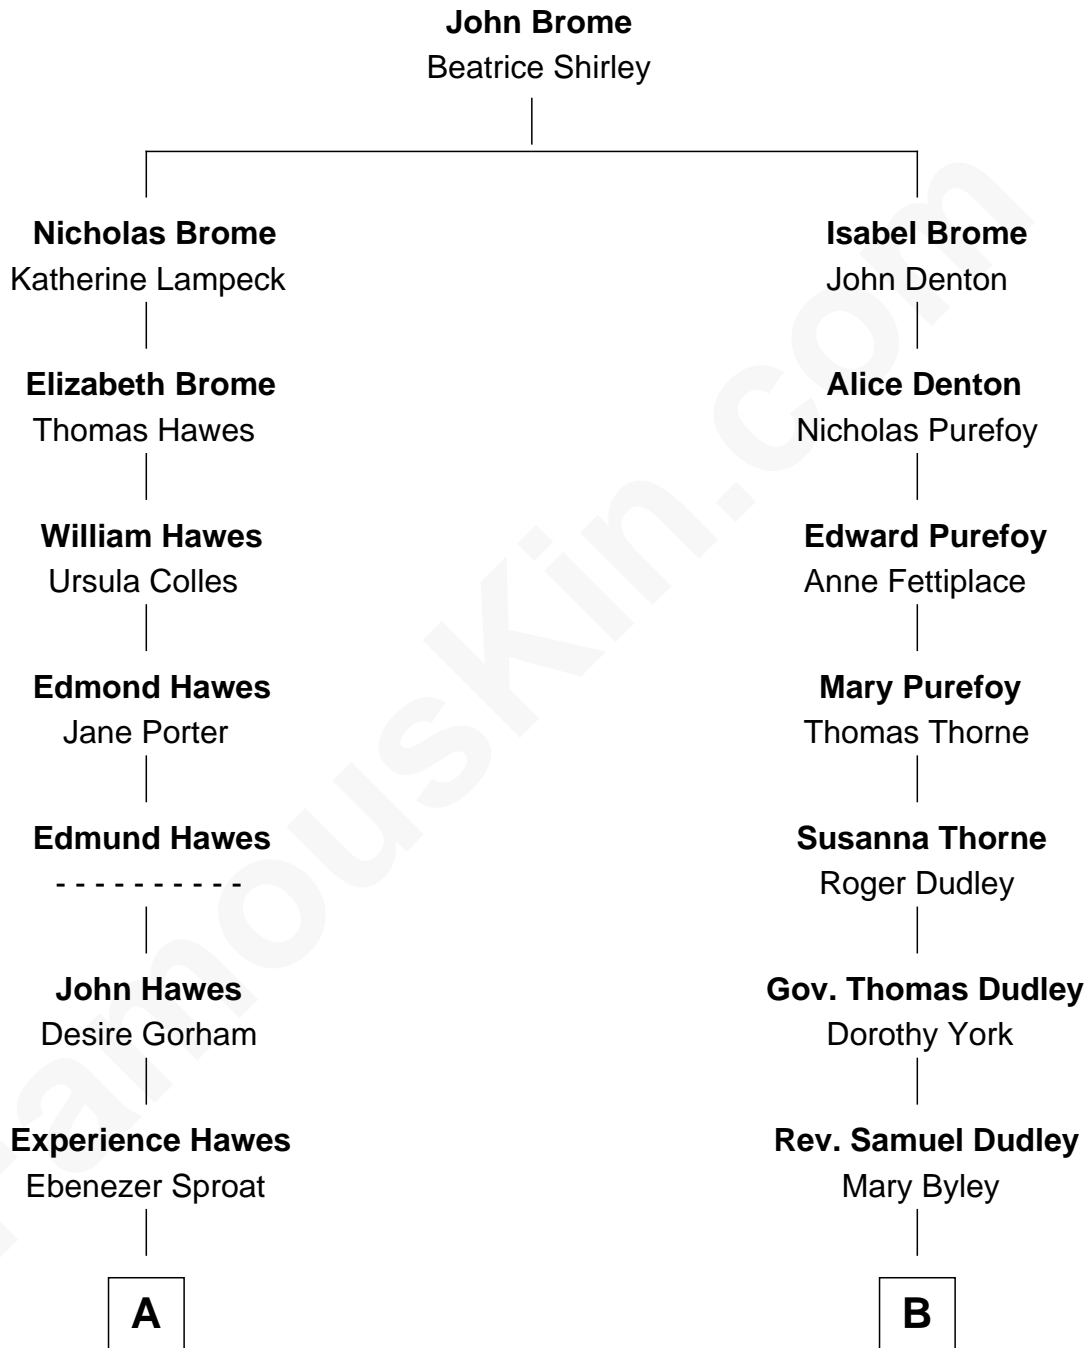 John Brome
Beatrice Shirley
Nicholas Brome
Katherine Lampeck
Isabel Brome
John Denton
Elizabeth Brome
Thomas Hawes
Alice Denton
Nicholas Purefoy
William Hawes
Ursula Colles
Edward Purefoy
Anne Fettiplace
Edmond Hawes
Jane Porter
Mary Purefoy
Thomas Thorne
Edmund Hawes
- - - - - - - - - -
Susanna Thorne
Roger Dudley
John Hawes
Desire Gorham
Gov. Thomas Dudley
Dorothy York
Experience Hawes
Ebenezer Sproat
Rev. Samuel Dudley
Mary Byley
A
B
FamousKin.com